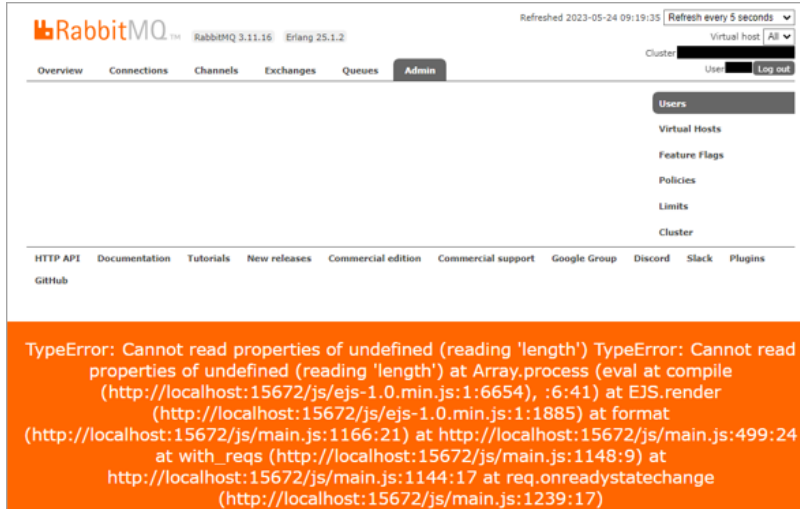 RabbitMQ TM RabbitMQ 3.11.16 Erlang 25.1.2
Refreshed 2023-05-24 09:19:35 Refresh every 5 seconds
Virtual host All
Cluster
User Log out
Overview Connections Channels Exchanges Queues Admin
Users
Virtual Hosts
Feature Flags
Policies
Limits
Cluster
HTTP API Documentation Tutorials New releases Commercial edition Commercial support Google Group Discord Slack Plugins
GitHub
TypeError: Cannot read properties of undefined (reading 'length') TypeError: Cannot read
properties of undefined (reading 'length') at Array.process (eval at compile
(http://localhost:15672/js/ejs-1.0.min.js:1:6654), :6:41) at EJS.render
(http://localhost:15672/js/ejs-1.0.min.js:1:1885) at format
(http://localhost:15672/js/main.js:1166:21) at http://localhost:15672/js/main.js:499:24
at with_reqs (http://localhost:15672/js/main.js:1148:9) at
http://localhost:15672/js/main.js:1144:17 at req.onreadystatechange
(http://localhost:15672/js/main.js:1239:17)